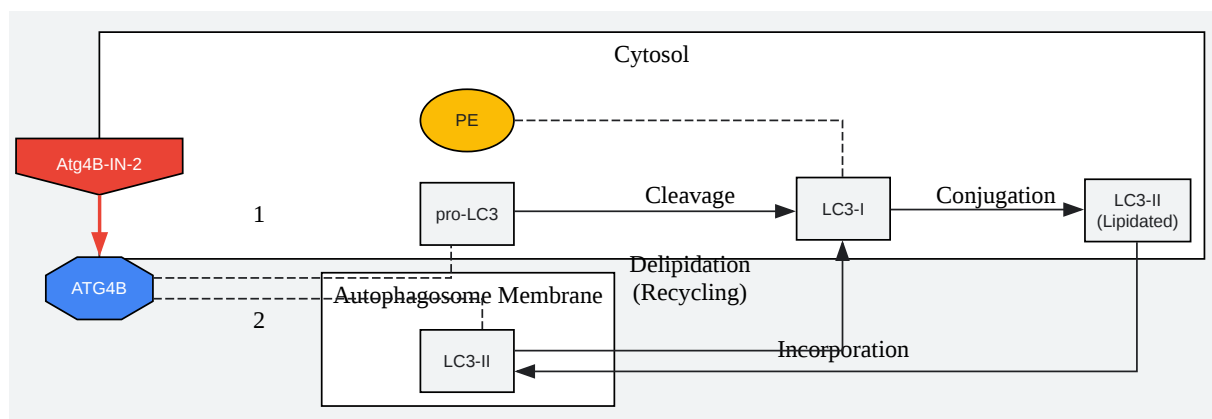 Cytosol
PE
Atg4B-IN-2
1
pro-LC3
Cleavage
LC3-I
Conjugation
LC3-II
(Lipidated)
ATG4B
Delipidation
(Recycling)
Autophagosome Membrane
2
LC3-II
Incorporation